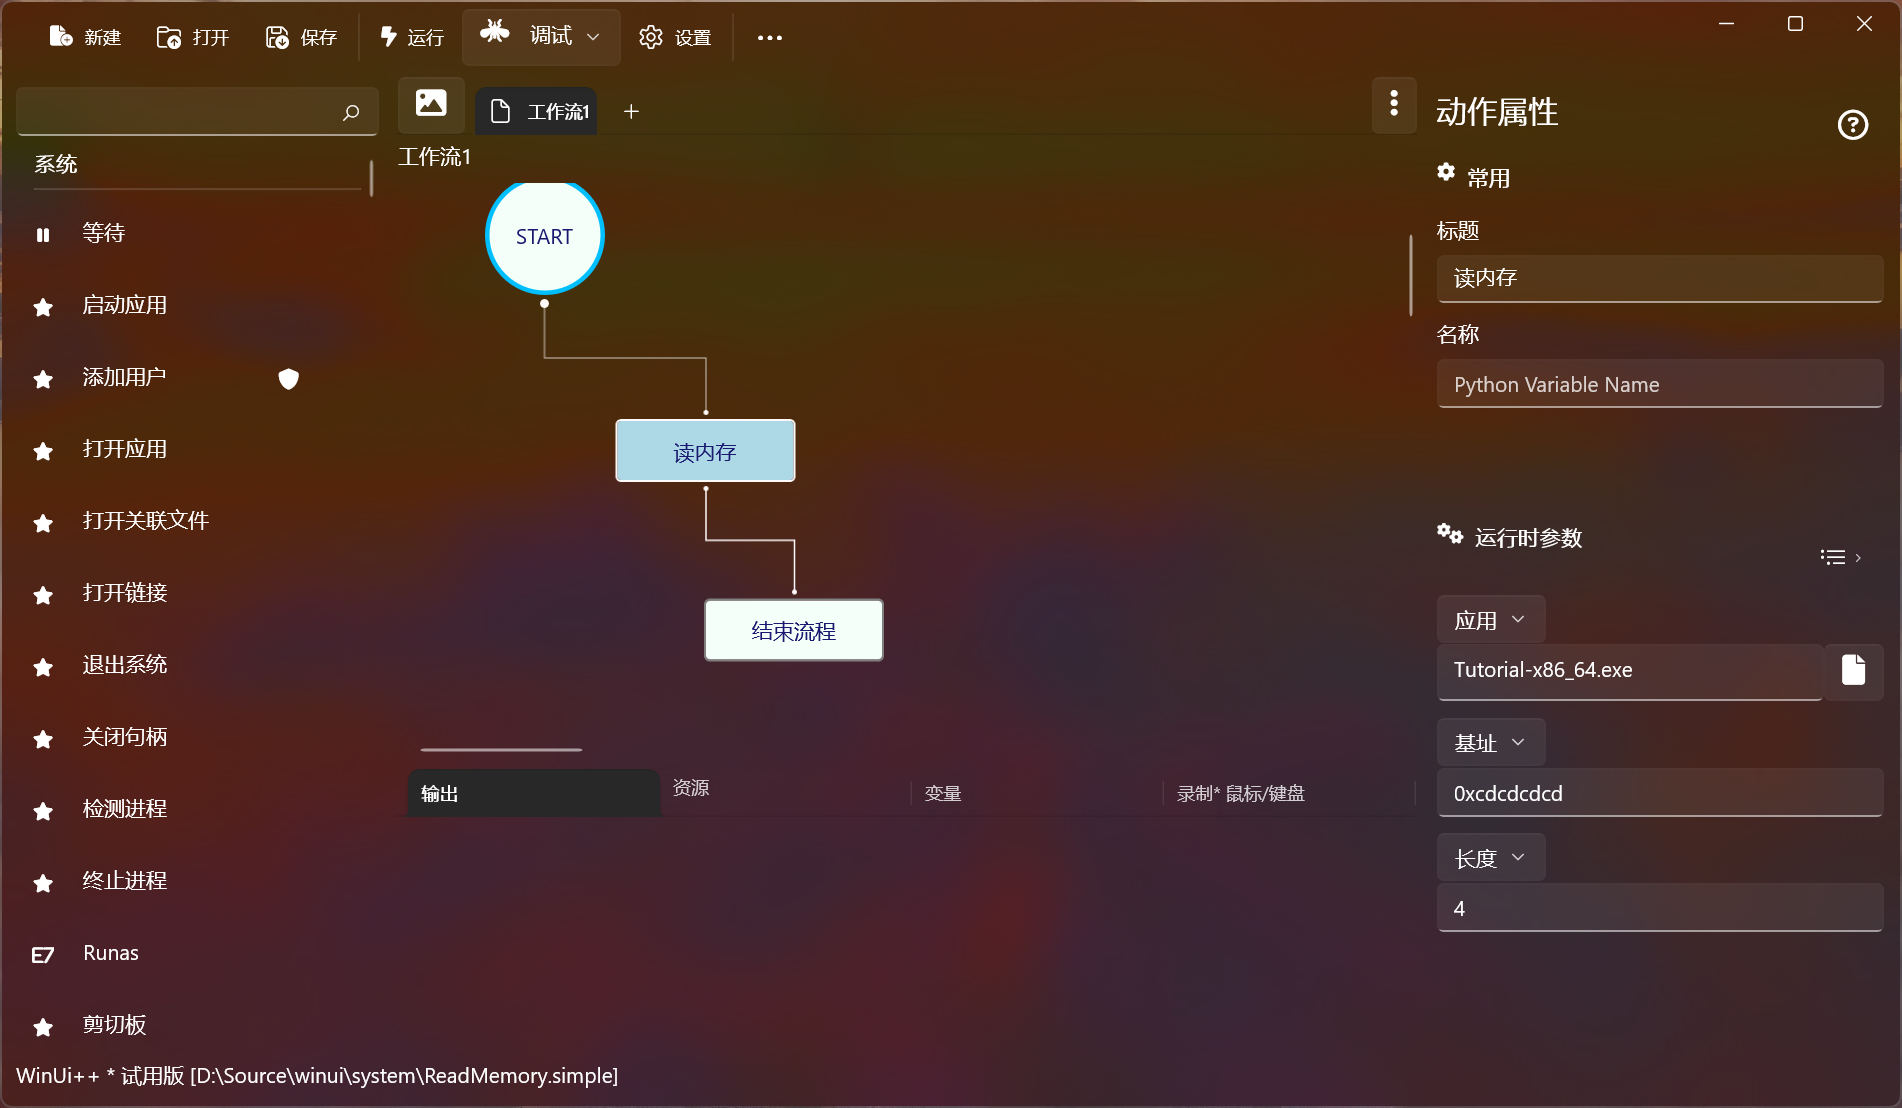 新建
打开
保存
运行
调试
设置
工作流1
系统
等待
启动应用
添加用户
打开应用
打开关联文件
打开链接
退出系统
关闭句柄
检测进程
终止进程
Runas
剪切板
工作流1
START
读内存
结束流程
输出
资源
变量
录制* 鼠标/键盘
动作属性
常用
标题
读内存
名称
Python Variable Name
运行时参数
应用
Tutorial-x86_64.exe
基址
0xcdcdcdcd
长度
4
WinUi++ * 试用版 [D:\Source\winui\system\ReadMemory.simple]